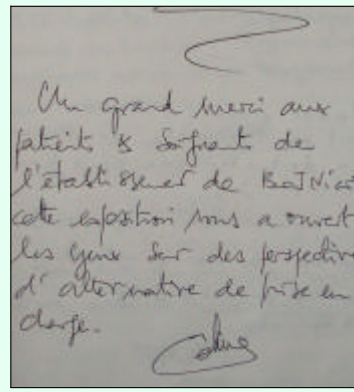 Un grand merci aux
patients & soignants de
l'établissement de
cette exposition nous a ouvert
les yeux sur des perspectives
d'alternative de prise en
charge.